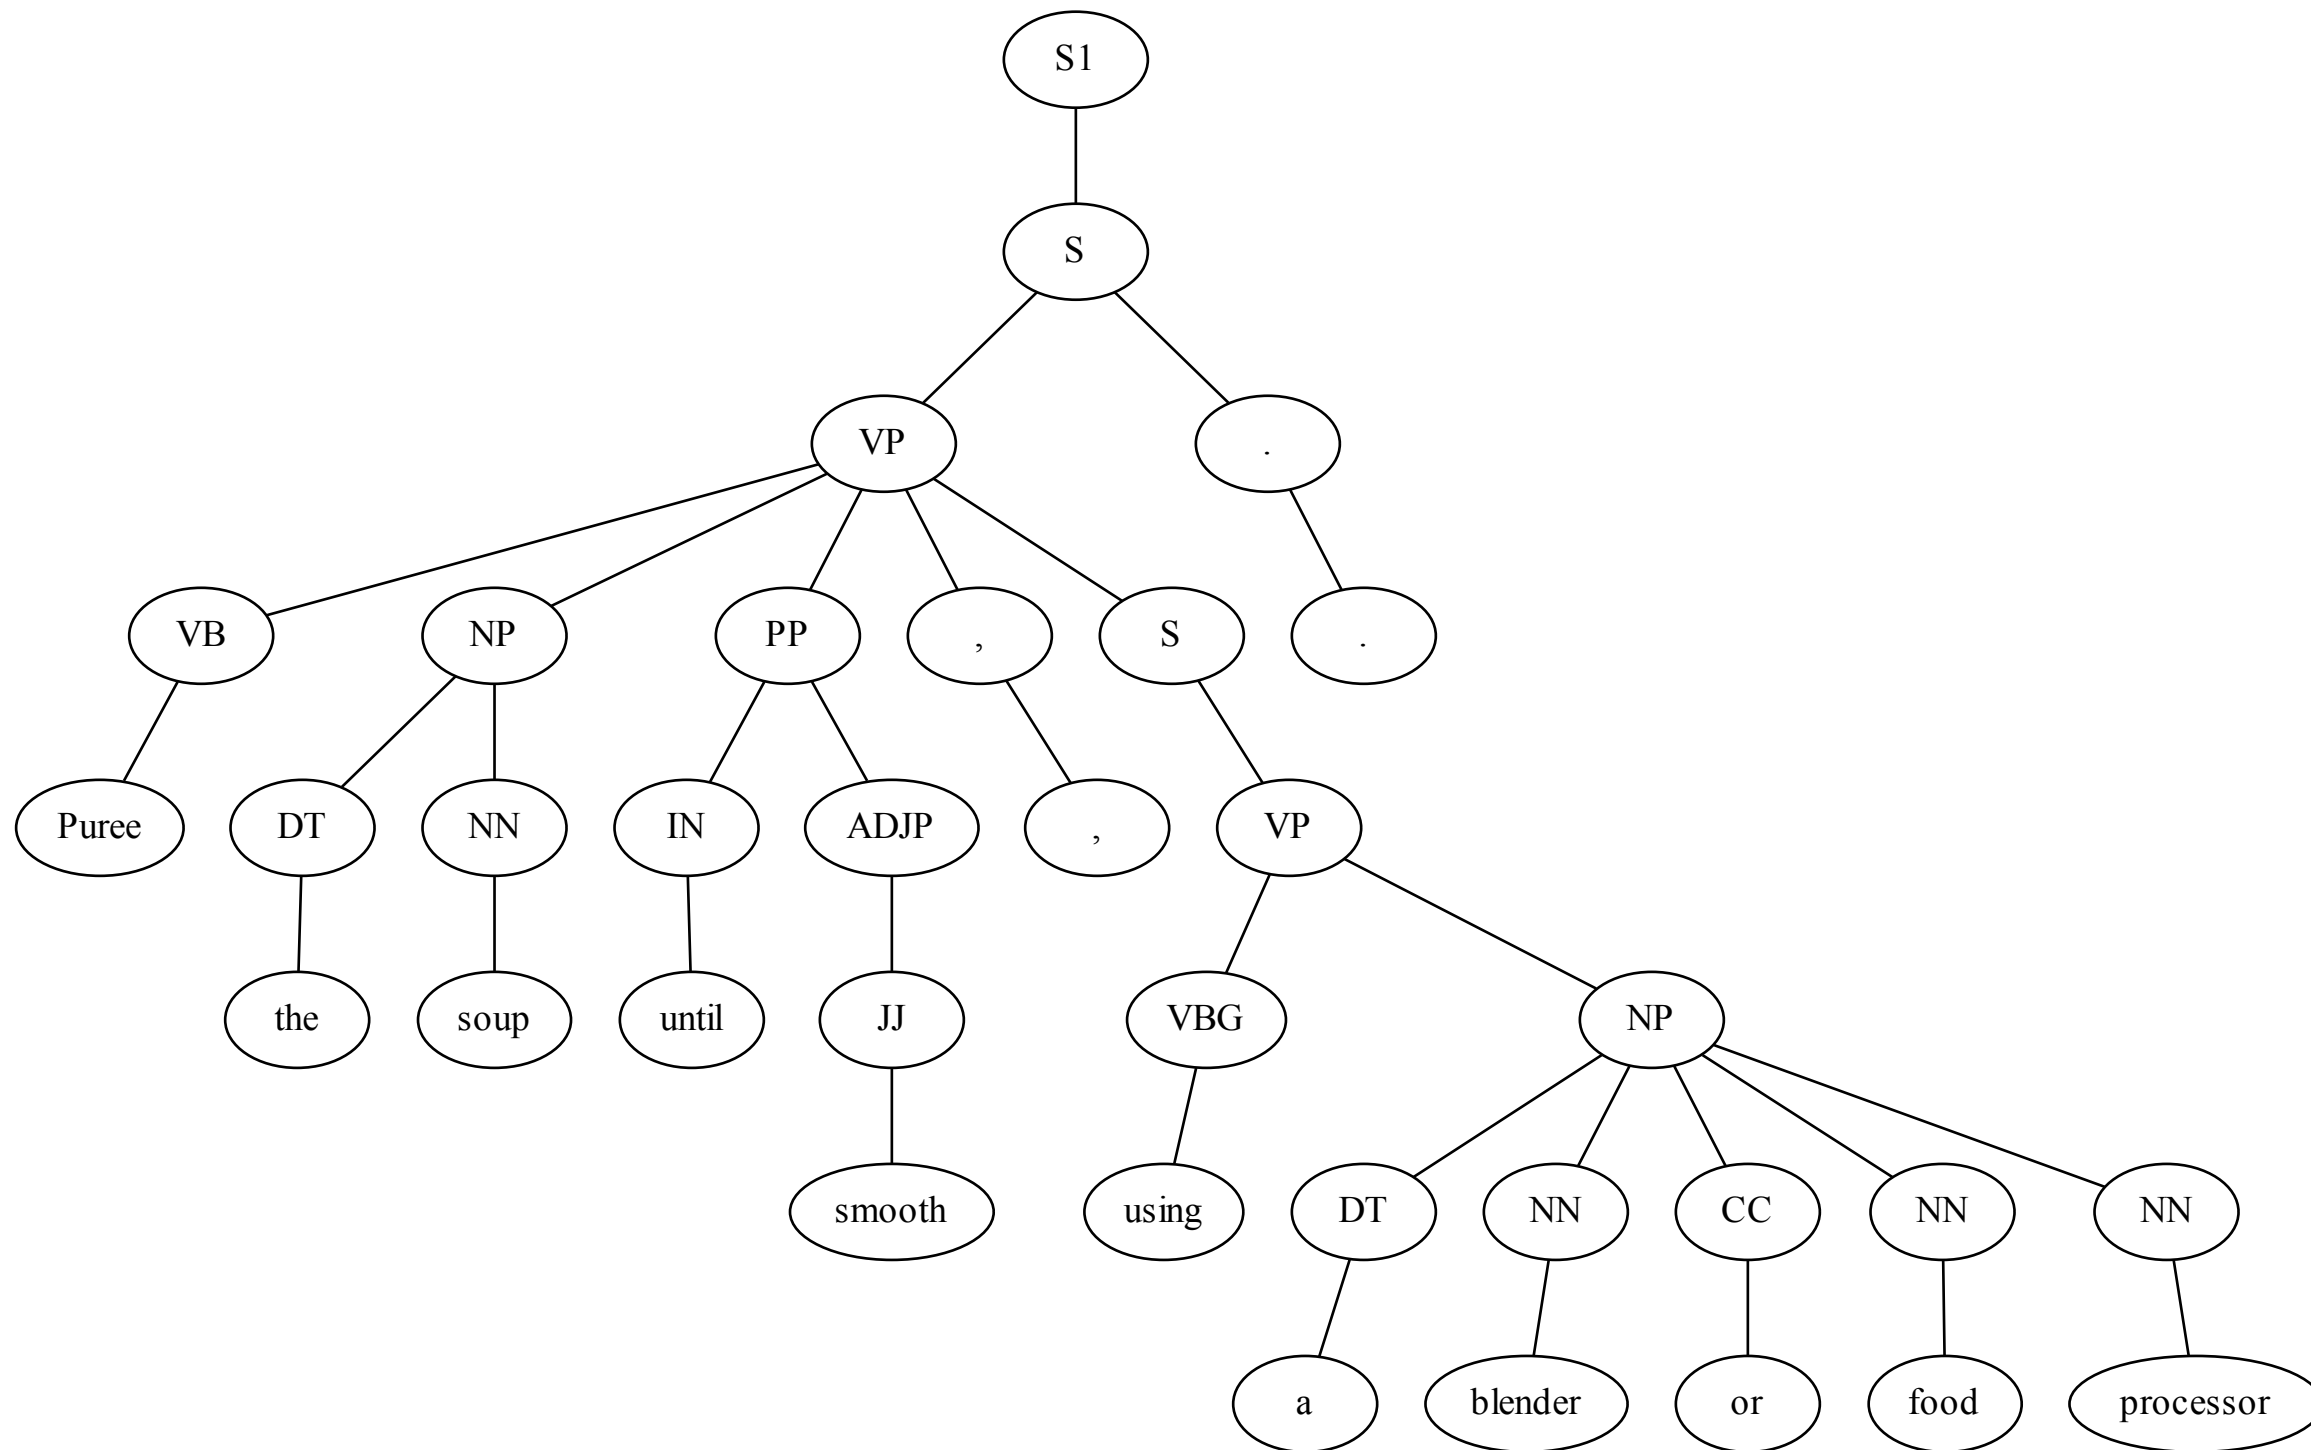 S1
S
VP .
VB NP PP , S .
Puree DT NN IN ADJP , VP
the soup until JJ VBG NP
smooth using DT NN CC NN NN
a blender or food processor